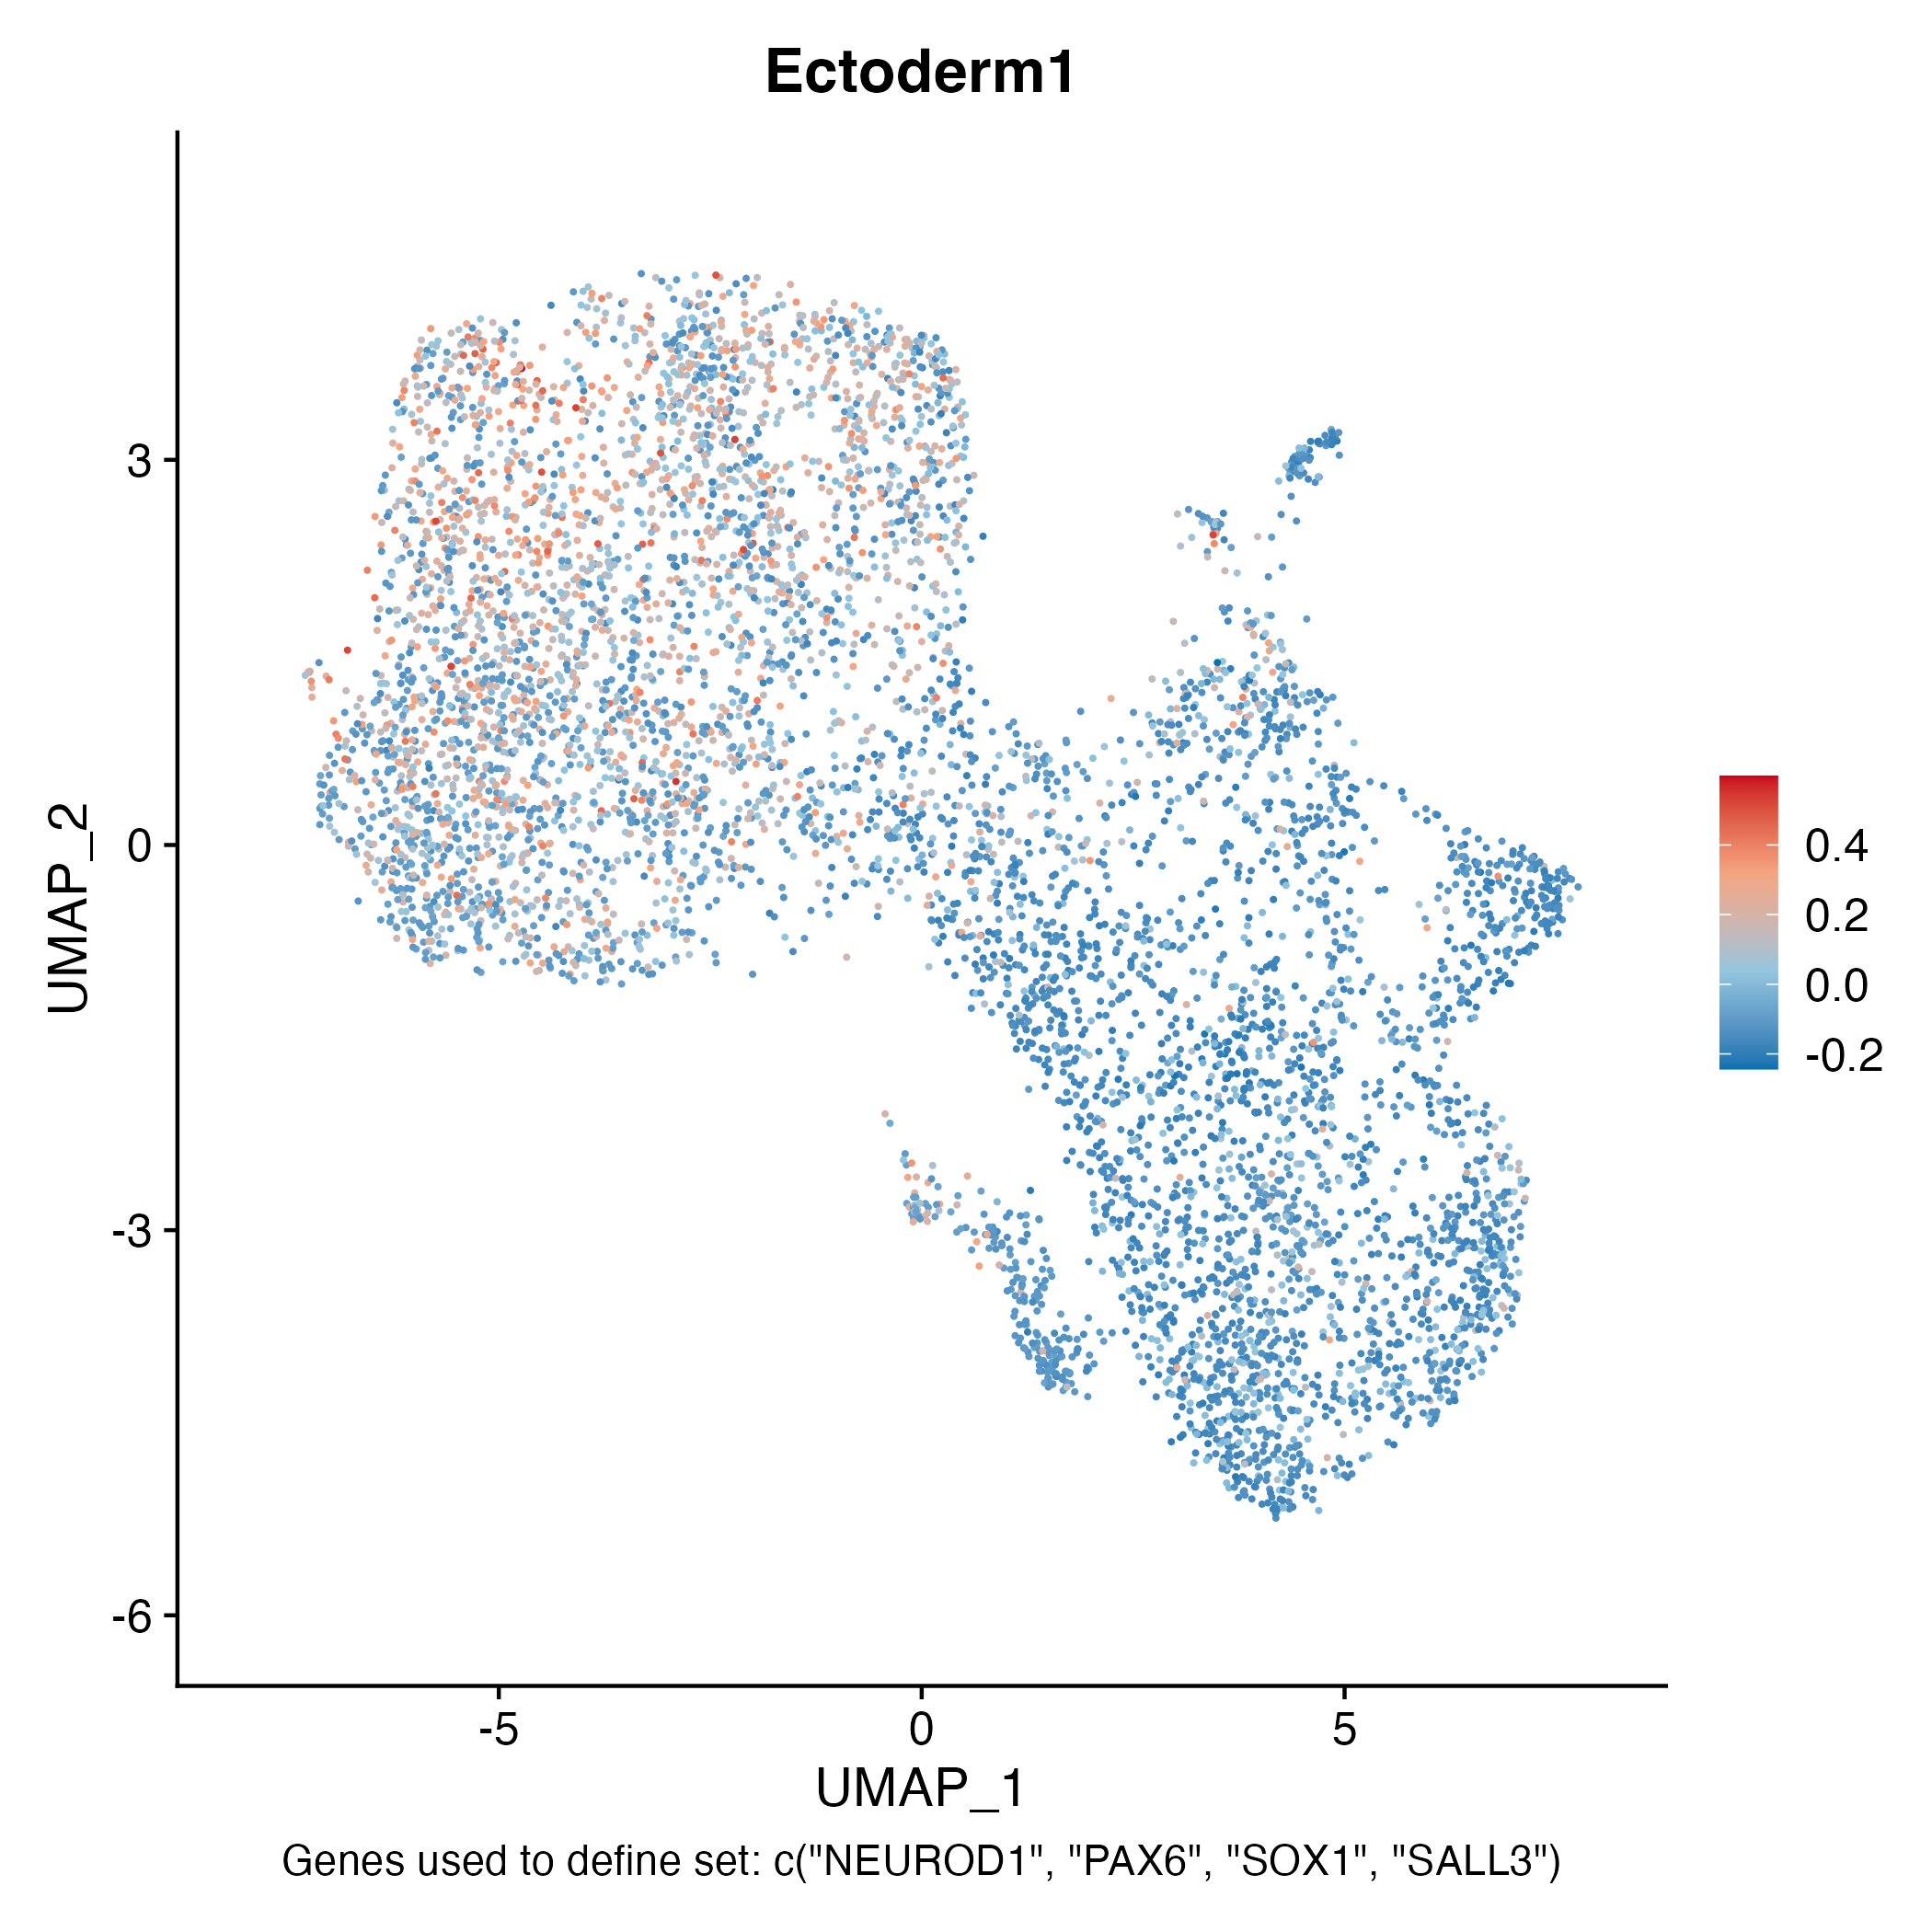 Ectoderm1
3
0
-3
-6
UMAP_2
-5
0
5
UMAP_1
0.4
0.2
0.0
-0.2
Genes used to define set: c("NEUROD1", "PAX6", "SOX1", "SALL3")